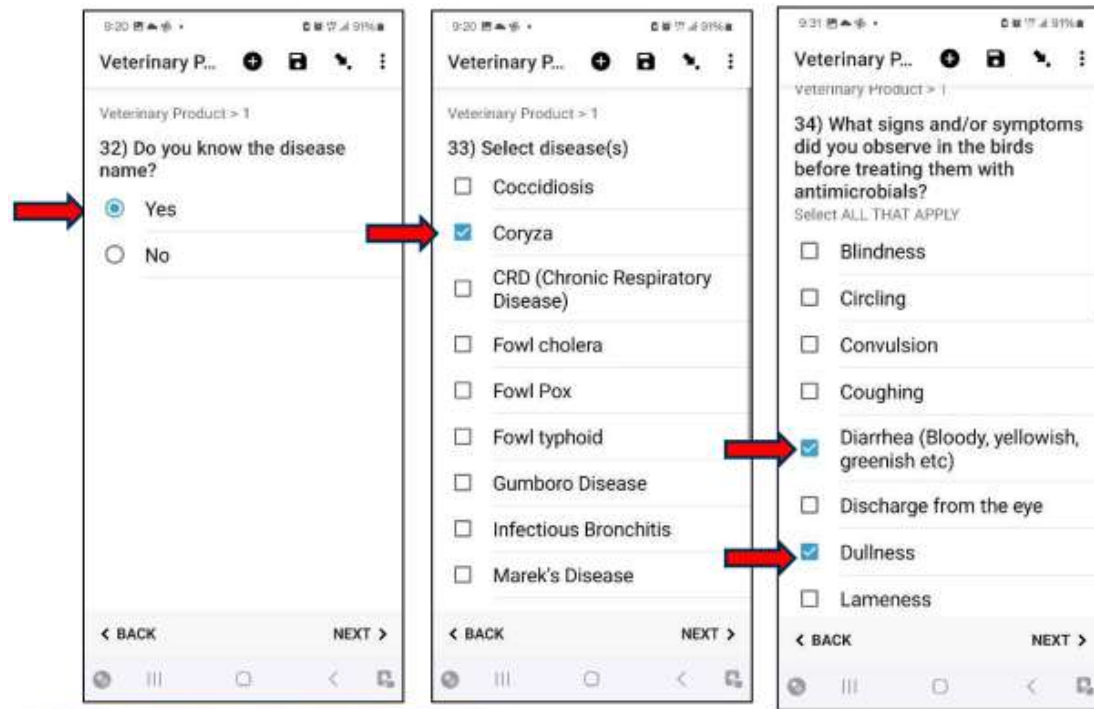 9:20
91%
Veterinary P...
Veterinary Product > 1
32) Do you know the disease
name?
Yes
No
< BACK
NEXT >
9:20
91%
Veterinary P...
Veterinary Product > 1
33) Select disease(s)
Coccidiosis
Coryza
CRD (Chronic Respiratory
Disease)
Fowl cholera
Fowl Pox
Fowl typhoid
Gumboro Disease
Infectious Bronchitis
Marek's Disease
< BACK
NEXT >
9:31
91%
Veterinary P...
Veterinary Product > 1
34) What signs and/or symptoms
did you observe in the birds
before treating them with
antimicrobials?
Select ALL THAT APPLY
Blindness
Circling
Convulsion
Coughing
Diarrhea (Bloody, yellowish,
greenish etc)
Discharge from the eye
Dullness
Lameness
< BACK
NEXT >